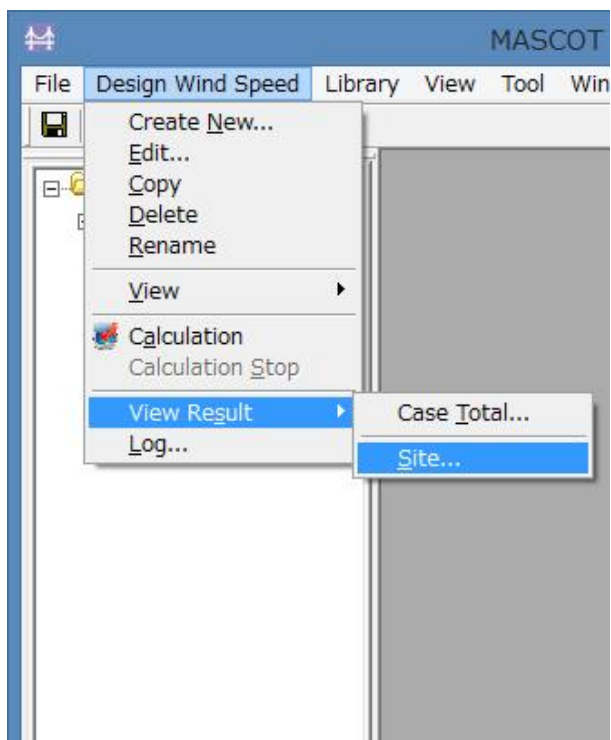 MASCOT
File Design Wind Speed Library View Tool Win
Create New...
Edit...
Copy
Delete
Rename
View
Calculation
Calculation Stop
View Result
Case Total...
Log...
Site...